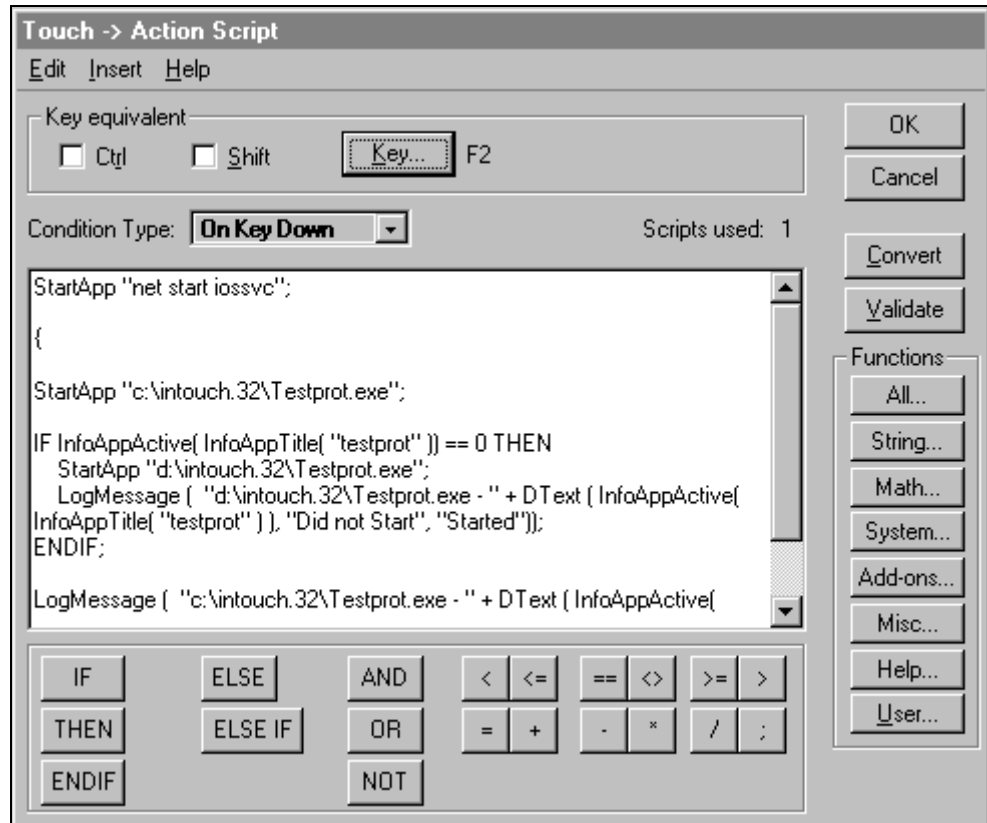 Touch -> Action Script
Edit Insert Help
Key equivalent
Ctrl Shift Key... F2
OK
Cancel
Condition Type: On Key Down Scripts used: 1
Convert
Validate
StartApp "net start iossvc";
{
StartApp "c:\intouch.32\Testprot.exe";
IF InfoAppActive( InfoAppTitle( "testprot" )) == 0 THEN
StartApp "d:\intouch.32\Testprot.exe";
LogMessage ( "d:\intouch.32\Testprot.exe - " + DText ( InfoAppActive(
InfoAppTitle( "testprot" ) ), "Did not Start", "Started"));
ENDIF;
LogMessage ( "c:\intouch.32\Testprot.exe - " + DText ( InfoAppActive(
Functions
All...
String...
Math...
System...
Add-ons...
Misc...
Help...
User...
IF ELSE AND < <= == <> >= >
THEN ELSE IF OR = + - * / ;
ENDIF NOT